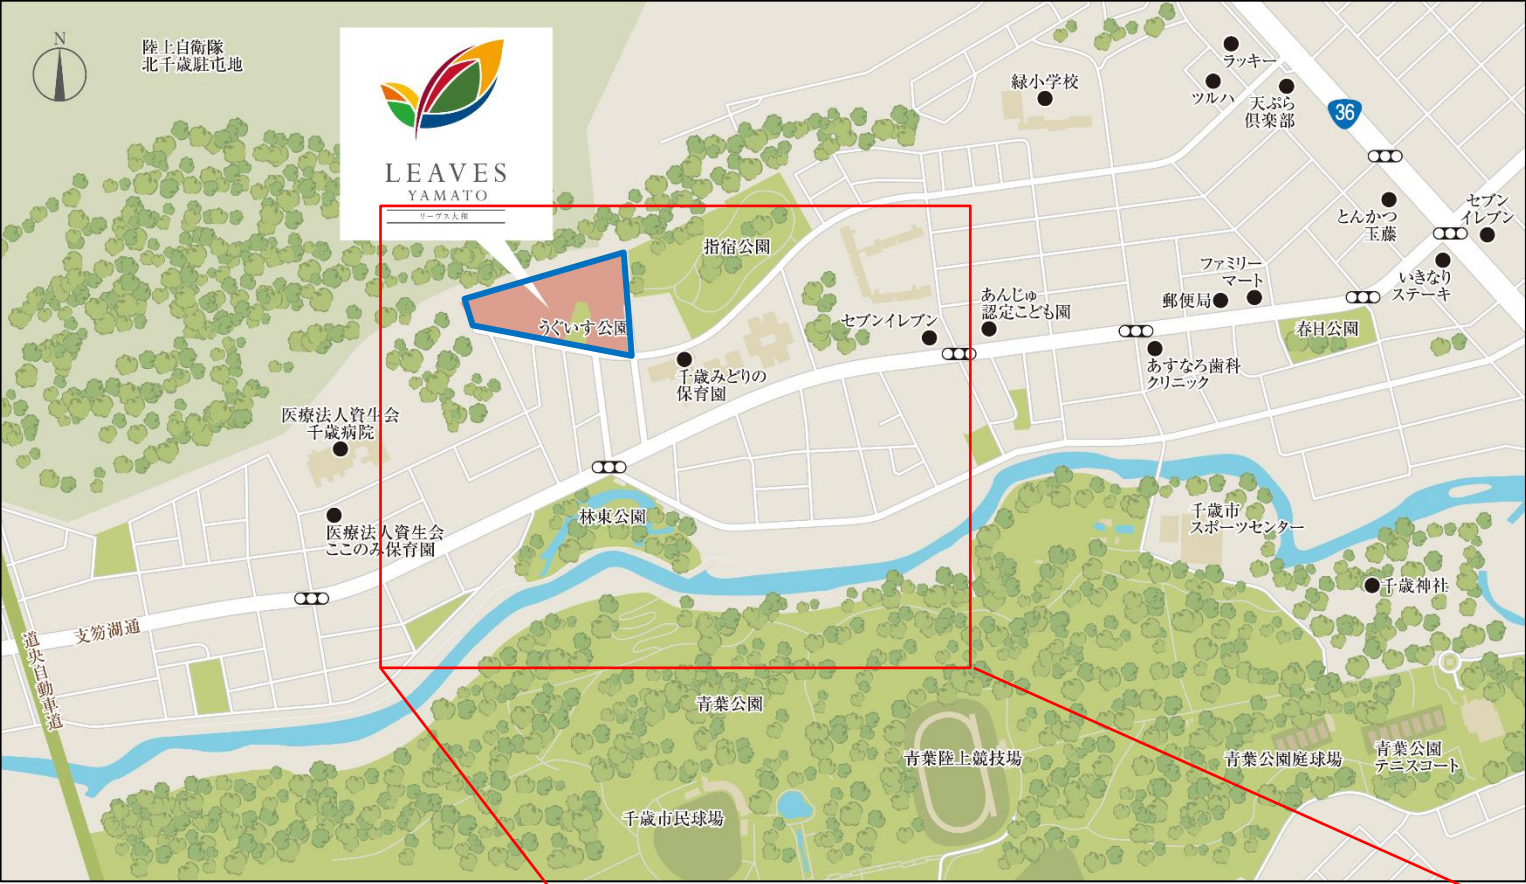 N
陸上自衛隊
北千歳駐屯地
LEAVES
YAMATO
リーヴス大和
緑小学校
ラッキー
ツルハ
天ぷら
倶楽部
36
とんかつ
玉藤
セブン
イレブン
いきなり
ステーキ
ファミリー
マート
郵便局
春日公園
指宿公園
うぐいす公園
セブンイレブン
あんじゅ
認定こども園
あすなろ歯科
クリニック
千歳みどりの
保育園
医療法人資生会
千歳病院
医療法人資生会
ここのみ保育園
林東公園
千歳市
スポーツセンター
千歳神社
支笏湖通
道央自動車道
青葉公園
青葉陸上競技場
青葉公園庭球場
青葉公園
テニスコート
千歳市民球場